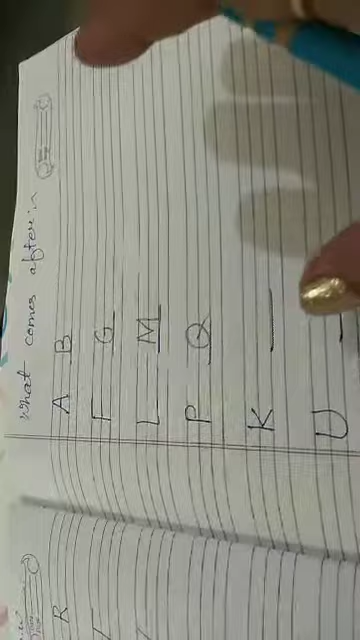 What comes after:-
A B
F G
L M
P Q
K
U
R